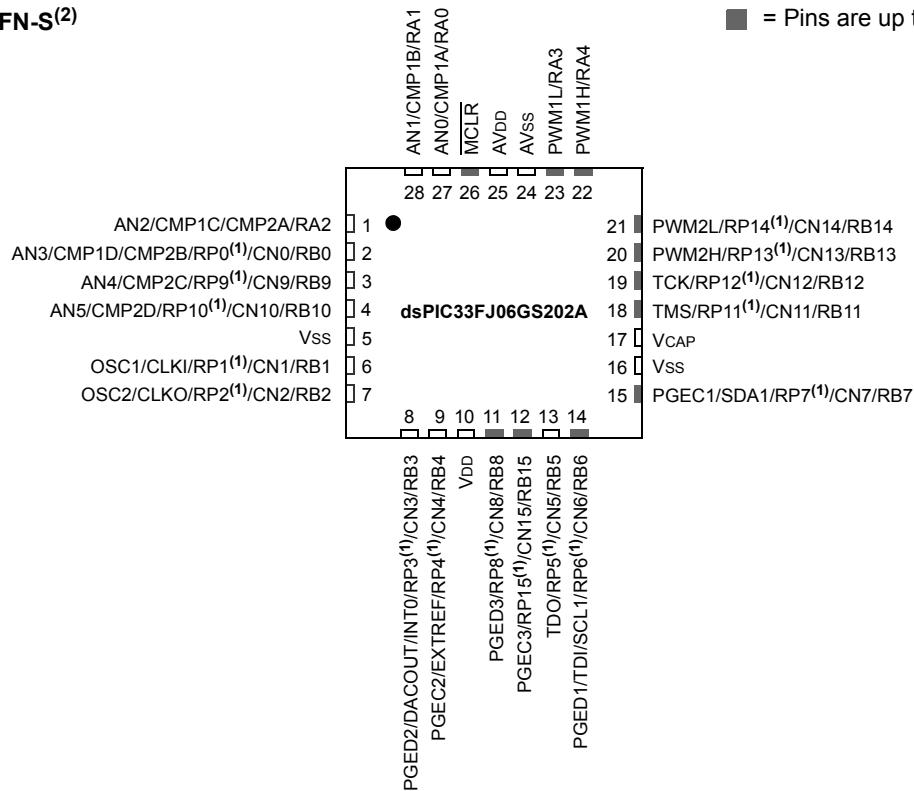 FN-S(2)
= Pins are up t
AN1/CMP1B/RA1
AN0/CMP1A/RA0
MCLR
AVDD
AVSS
PWM1L/RA3
PWM1H/RA4
28 27 26 25 24 23 22
AN2/CMP1C/CMP2A/RA2 1
AN3/CMP1D/CMP2B/RP0(1)/CN0/RB0 2
AN4/CMP2C/RP9(1)/CN9/RB9 3
AN5/CMP2D/RP10(1)/CN10/RB10 4
VSS 5
OSC1/CLKI/RP1(1)/CN1/RB1 6
OSC2/CLKO/RP2(1)/CN2/RB2 7
dsPIC33FJ06GS202A
21 PWM2L/RP14(1)/CN14/RB14
20 PWM2H/RP13(1)/CN13/RB13
19 TCK/RP12(1)/CN12/RB12
18 TMS/RP11(1)/CN11/RB11
17 VCAP
16 VSS
15 PGEC1/SDA1/RP7(1)/CN7/RB7
8 9 10 11 12 13 14
PGED2/DACOUT/INT0/RP3(1)/CN3/RB3
PGEC2/EXTREF/RP4(1)/CN4/RB4
VDD
PGED3/RP8(1)/CN8/RB8
PGEC3/RP15(1)/CN15/RB15
TDO/RP5(1)/CN5/RB5
PGED1/TDI/SCL1/RP6(1)/CN6/RB6